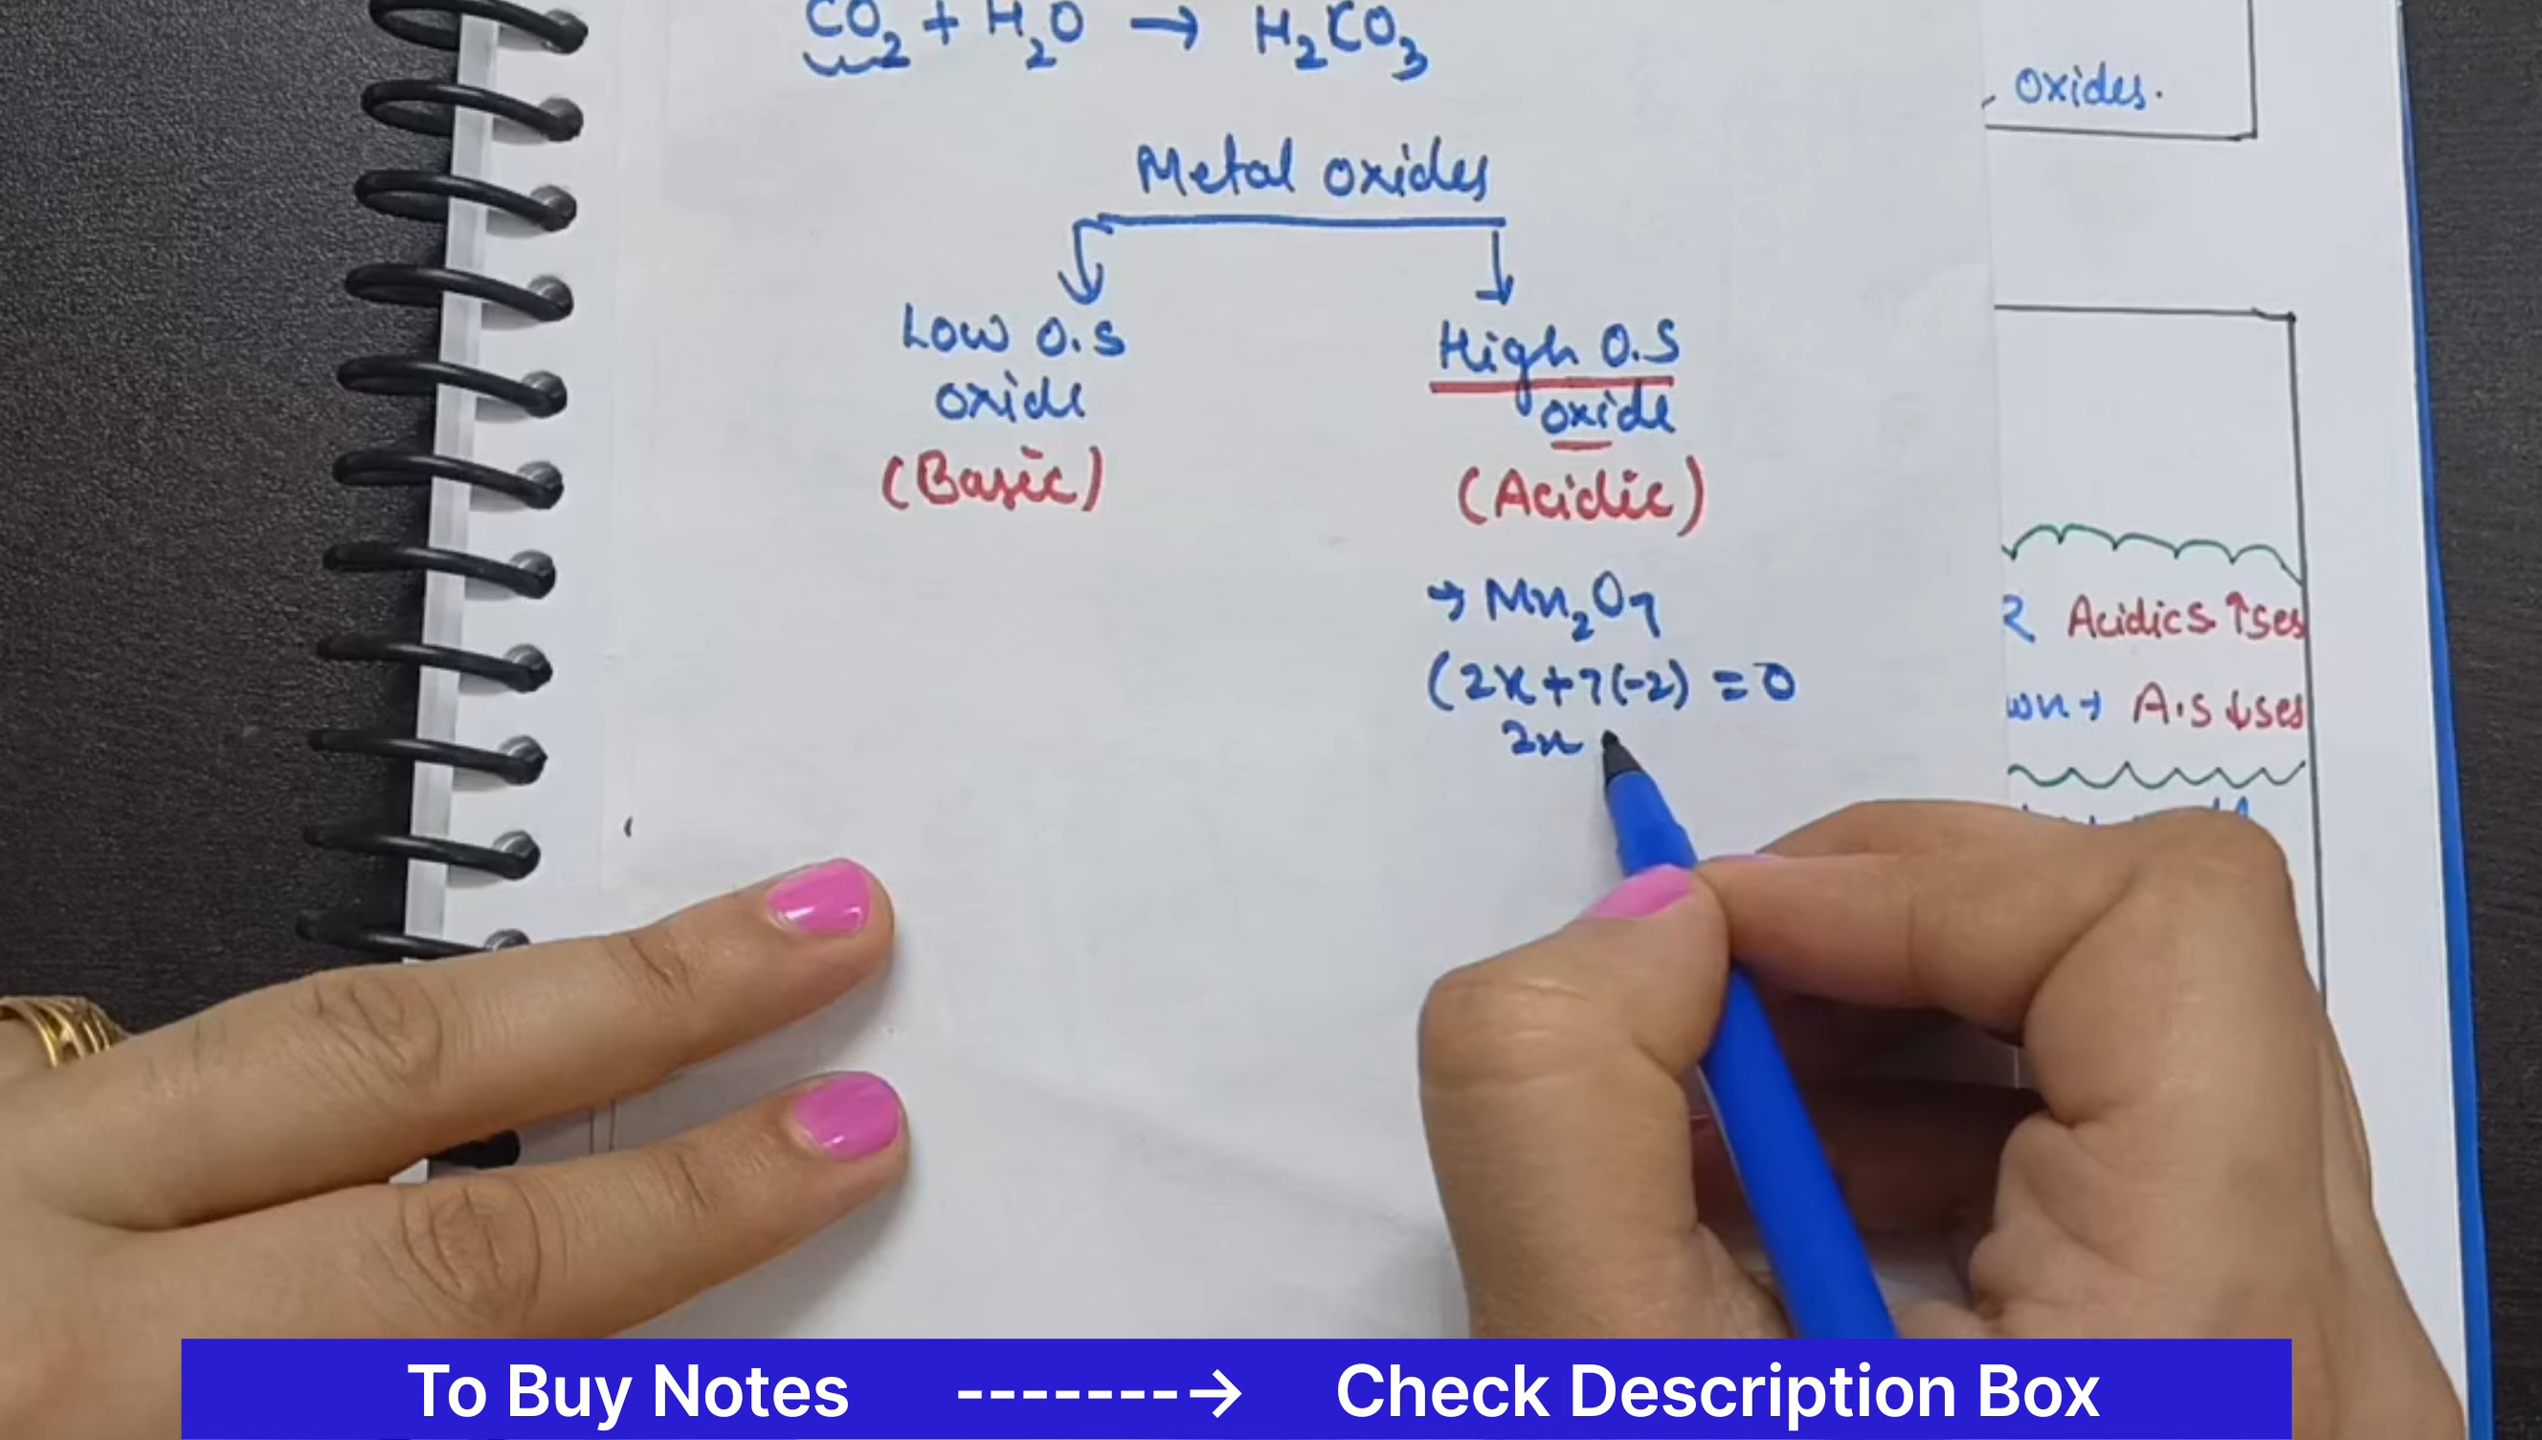 CO2 + H2O → H2CO3
oxides.
Metal oxides
Low O.S
oxide
(Basic)
High O.S
oxide
(Acidic)
→ Mn2O7
(2x+7(-2) = 0
2x
Acidics ↑ses
wn → A.s ↓ses
To Buy Notes -------→ Check Description Box